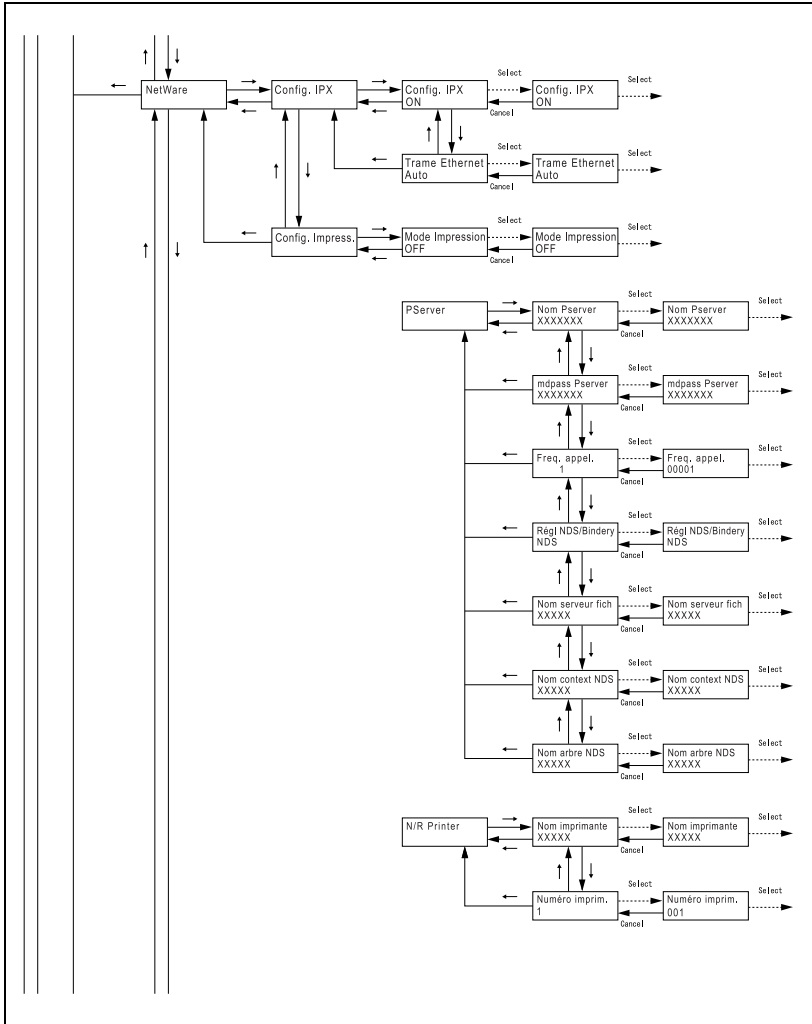 Select
Select
NetWare
Config. IPX
Config. IPX
ON
Config. IPX
ON
Cancel
Select
Select
Trame Ethernet
Auto
Trame Ethernet
Auto
Cancel
Select
Select
Config. Impress.
Mode Impression
OFF
Mode Impression
OFF
Cancel
Select
Select
PServer
Nom Pserver
XXXXXXX
Nom Pserver
XXXXXXX
Cancel
Select
Select
mdpass Pserver
XXXXXXX
mdpass Pserver
XXXXXXX
Cancel
Select
Select
Freq. appel.
1
Freq. appel.
00001
Cancel
Select
Select
Régl NDS/Bindery
NDS
Régl NDS/Bindery
NDS
Cancel
Select
Select
Nom serveur fich
XXXXX
Nom serveur fich
XXXXX
Cancel
Select
Select
Nom context NDS
XXXXX
Nom context NDS
XXXXX
Cancel
Select
Select
Nom arbre NDS
XXXXX
Nom arbre NDS
XXXXX
Cancel
Select
Select
N/R Printer
Nom imprimante
XXXXX
Nom imprimante
XXXXX
Cancel
Select
Select
Numéro imprim.
1
Numéro imprim.
001
Cancel